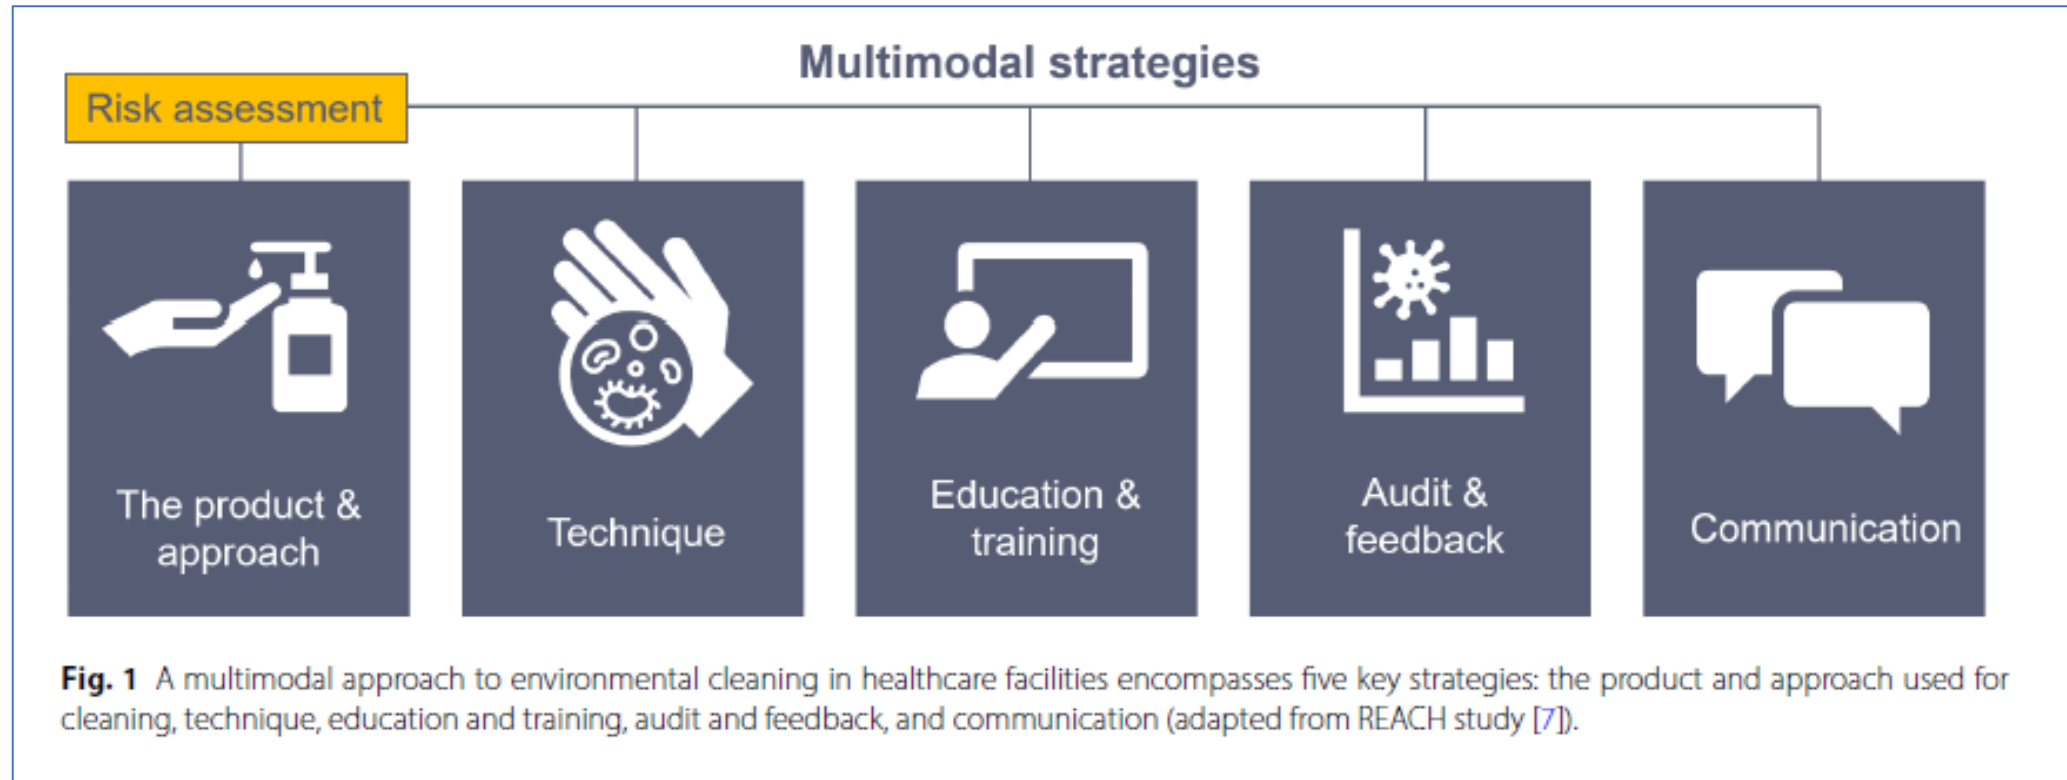 Multimodal strategies
Risk assessment
The product &
approach
Technique
Education &
training
Audit &
feedback
Communication
Fig. 1 A multimodal approach to environmental cleaning in healthcare facilities encompasses five key strategies: the product and approach used for
cleaning, technique, education and training, audit and feedback, and communication (adapted from REACH study [7]).